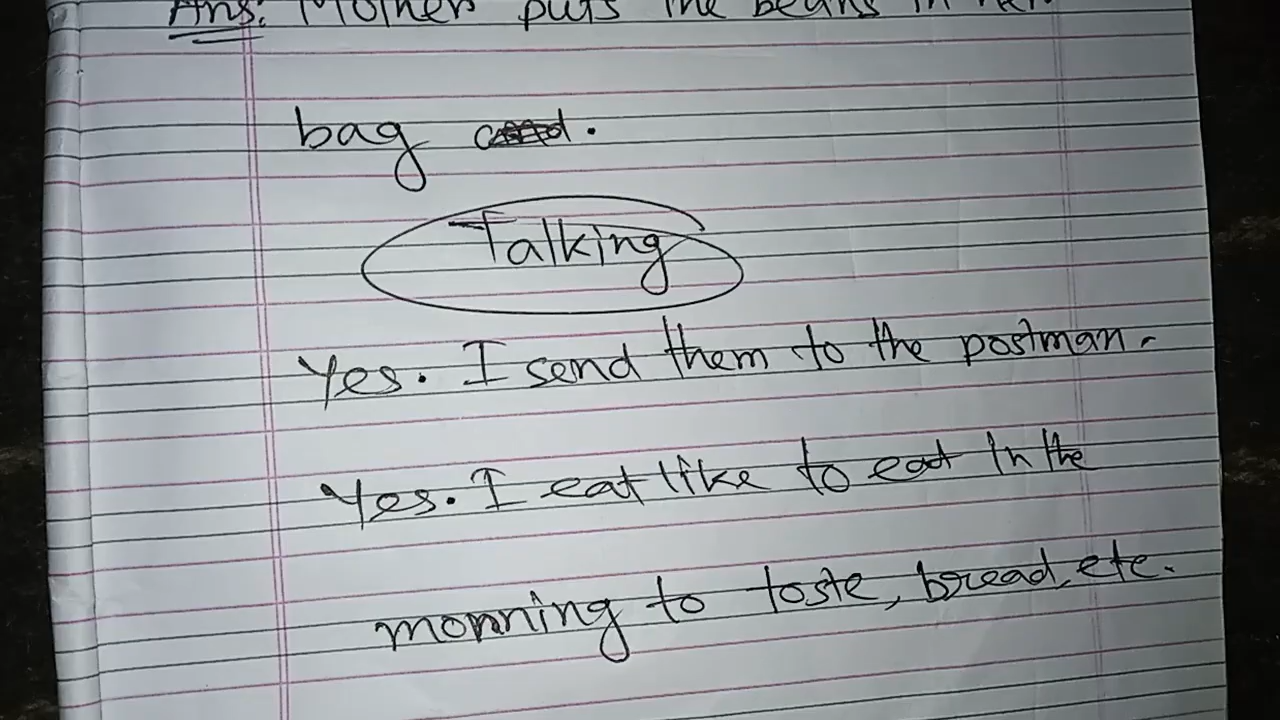 Ans: Mother puts the beans in her
bag .
Talking
Yes. I send them to the postman.
Yes. I eat like to eat In the
morning to toste, bread, etc.